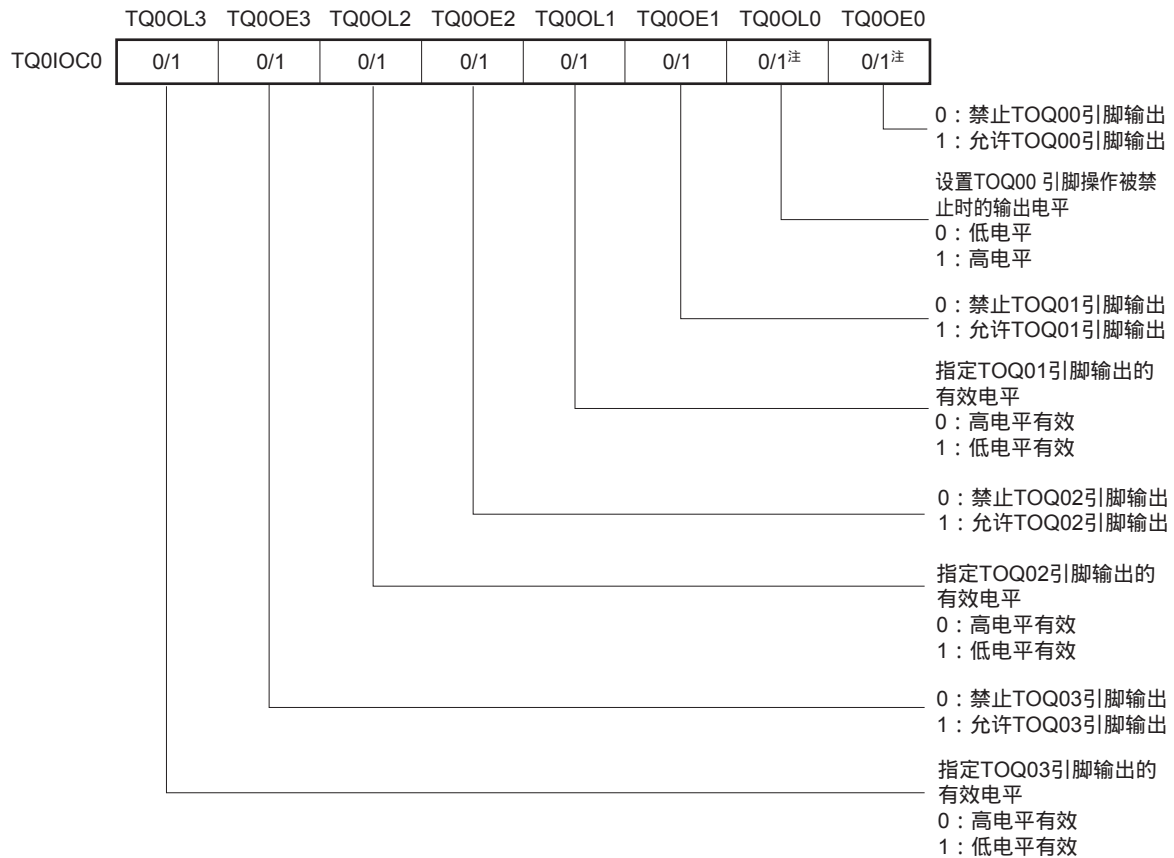 TQ0OL3 TQ0OE3 TQ0OL2 TQ0OE2 TQ0OL1 TQ0OE1 TQ0OL0 TQ0OE0
TQ0IOC0 0/1 0/1 0/1 0/1 0/1 0/1 0/1注 0/1注
0：禁止TOQ00引脚输出
1：允许TOQ00引脚输出
设置TOQ00 引脚操作被禁
止时的输出电平
0：低电平
1：高电平
0：禁止TOQ01引脚输出
1：允许TOQ01引脚输出
指定TOQ01引脚输出的
有效电平
0：高电平有效
1：低电平有效
0：禁止TOQ02引脚输出
1：允许TOQ02引脚输出
指定TOQ02引脚输出的
有效电平
0：高电平有效
1：低电平有效
0：禁止TOQ03引脚输出
1：允许TOQ03引脚输出
指定TOQ03引脚输出的
有效电平
0：高电平有效
1：低电平有效